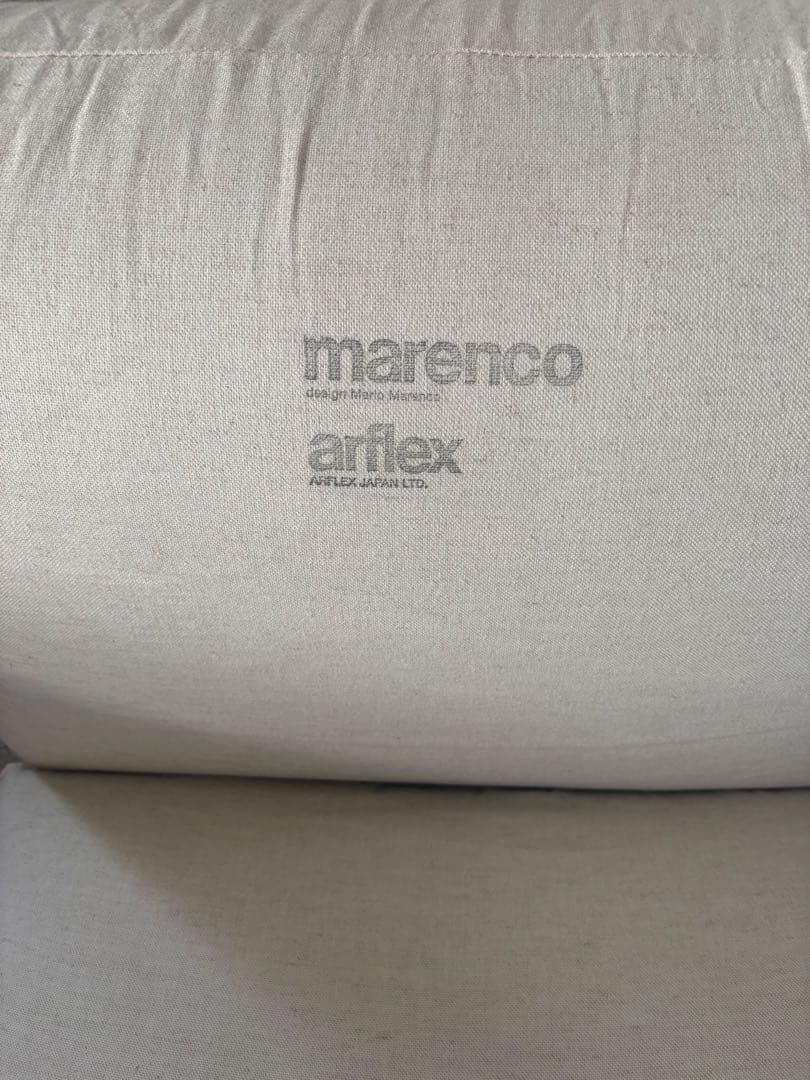 marenco
design Mario Marenco
arflex
ARFLEX JAPAN LTD.